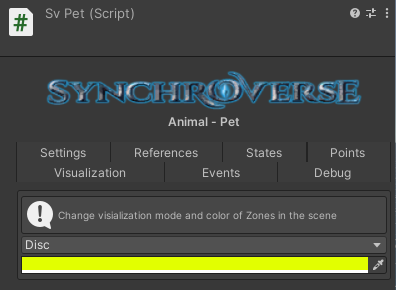 Sv Pet (Script)
SYNCHROVERSE
Animal - Pet
Settings References States Points
Visualization Events Debug
Change visialization mode and color of Zones in the scene
Disc